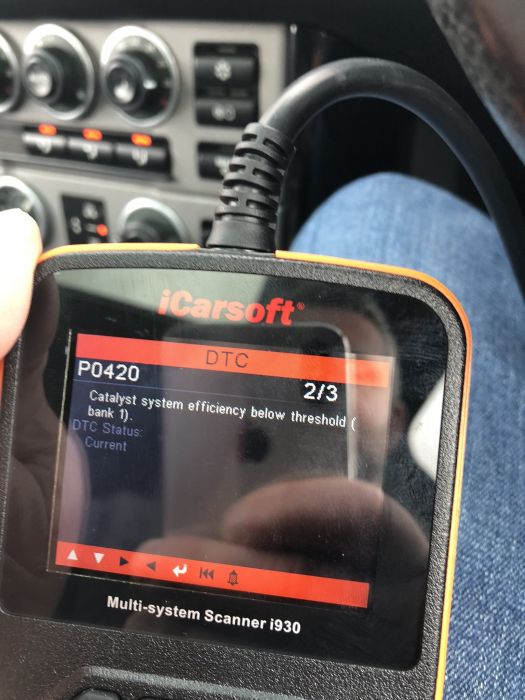 iCarsoft®
DTC
P0420
2/3
Catalyst system efficiency below threshold (
bank 1).
DTC Status:
Current
Multi-system Scanner i930